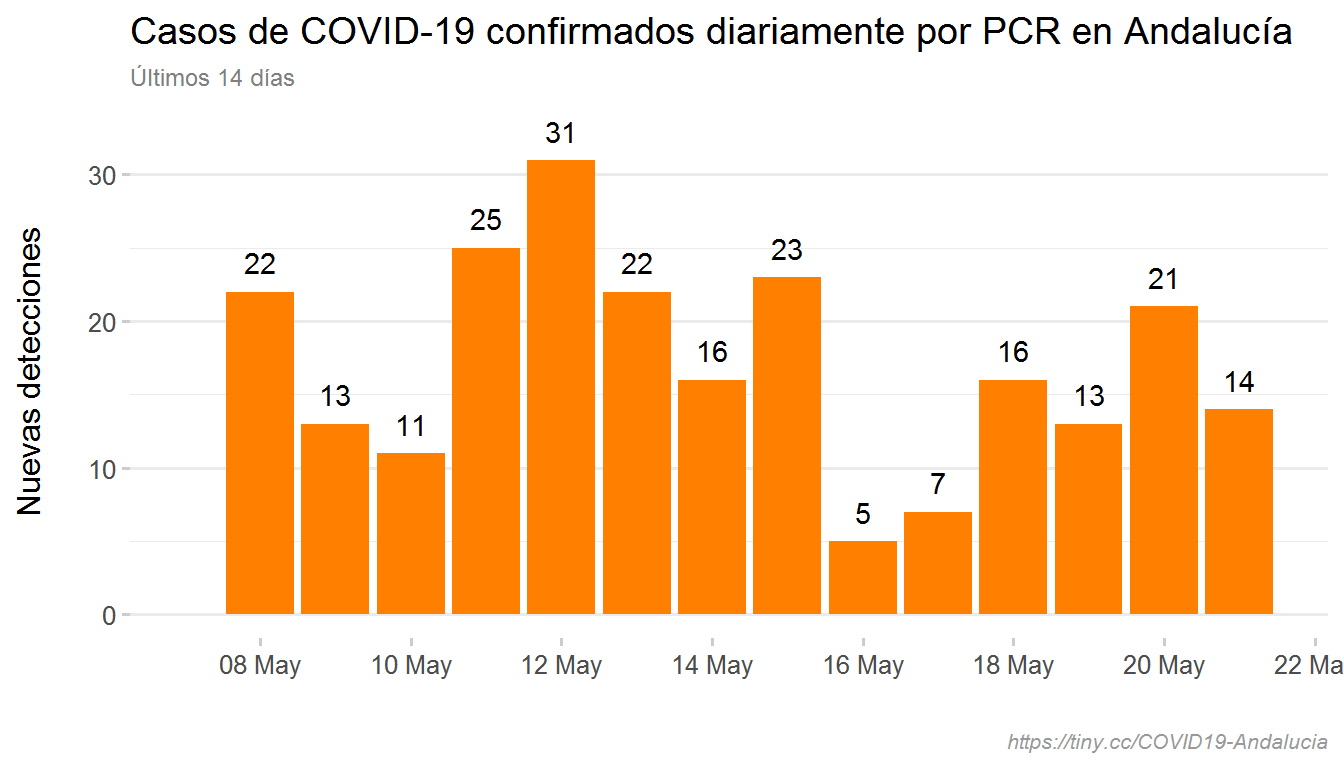 Casos de COVID-19 confirmados diariamente por PCR en Andalucía
Últimos 14 días
Nuevas detecciones
30
20
10
0
22
13
11
25
31
22
16
23
5
7
16
13
21
14
08 May
10 May
12 May
14 May
16 May
18 May
20 May
22 Ma
https://tiny.cc/COVID19-Andalucia